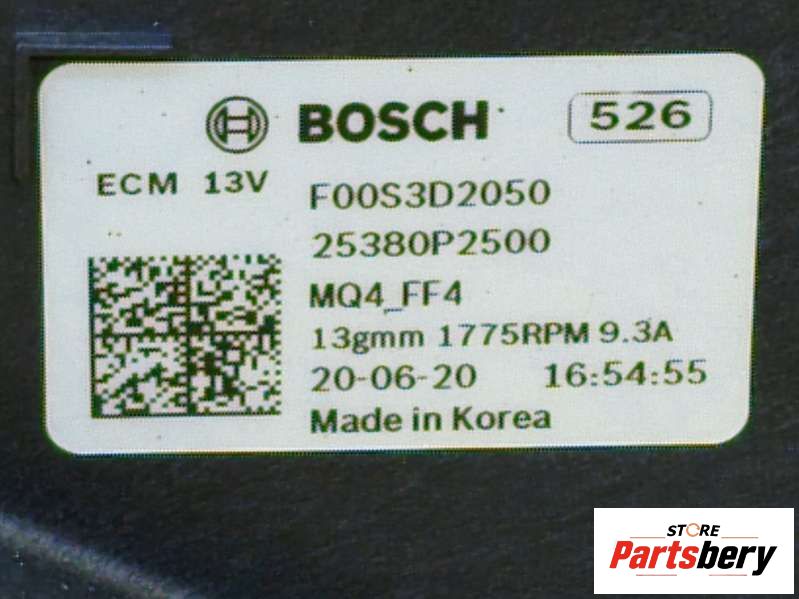 BOSCH 526
ECM 13V
F00S3D2050
25380P2500
MQ4_FF4
13gmm 1775RPM 9.3A
20-06-20 16:54:55
Made in Korea
STORE
Partsbery